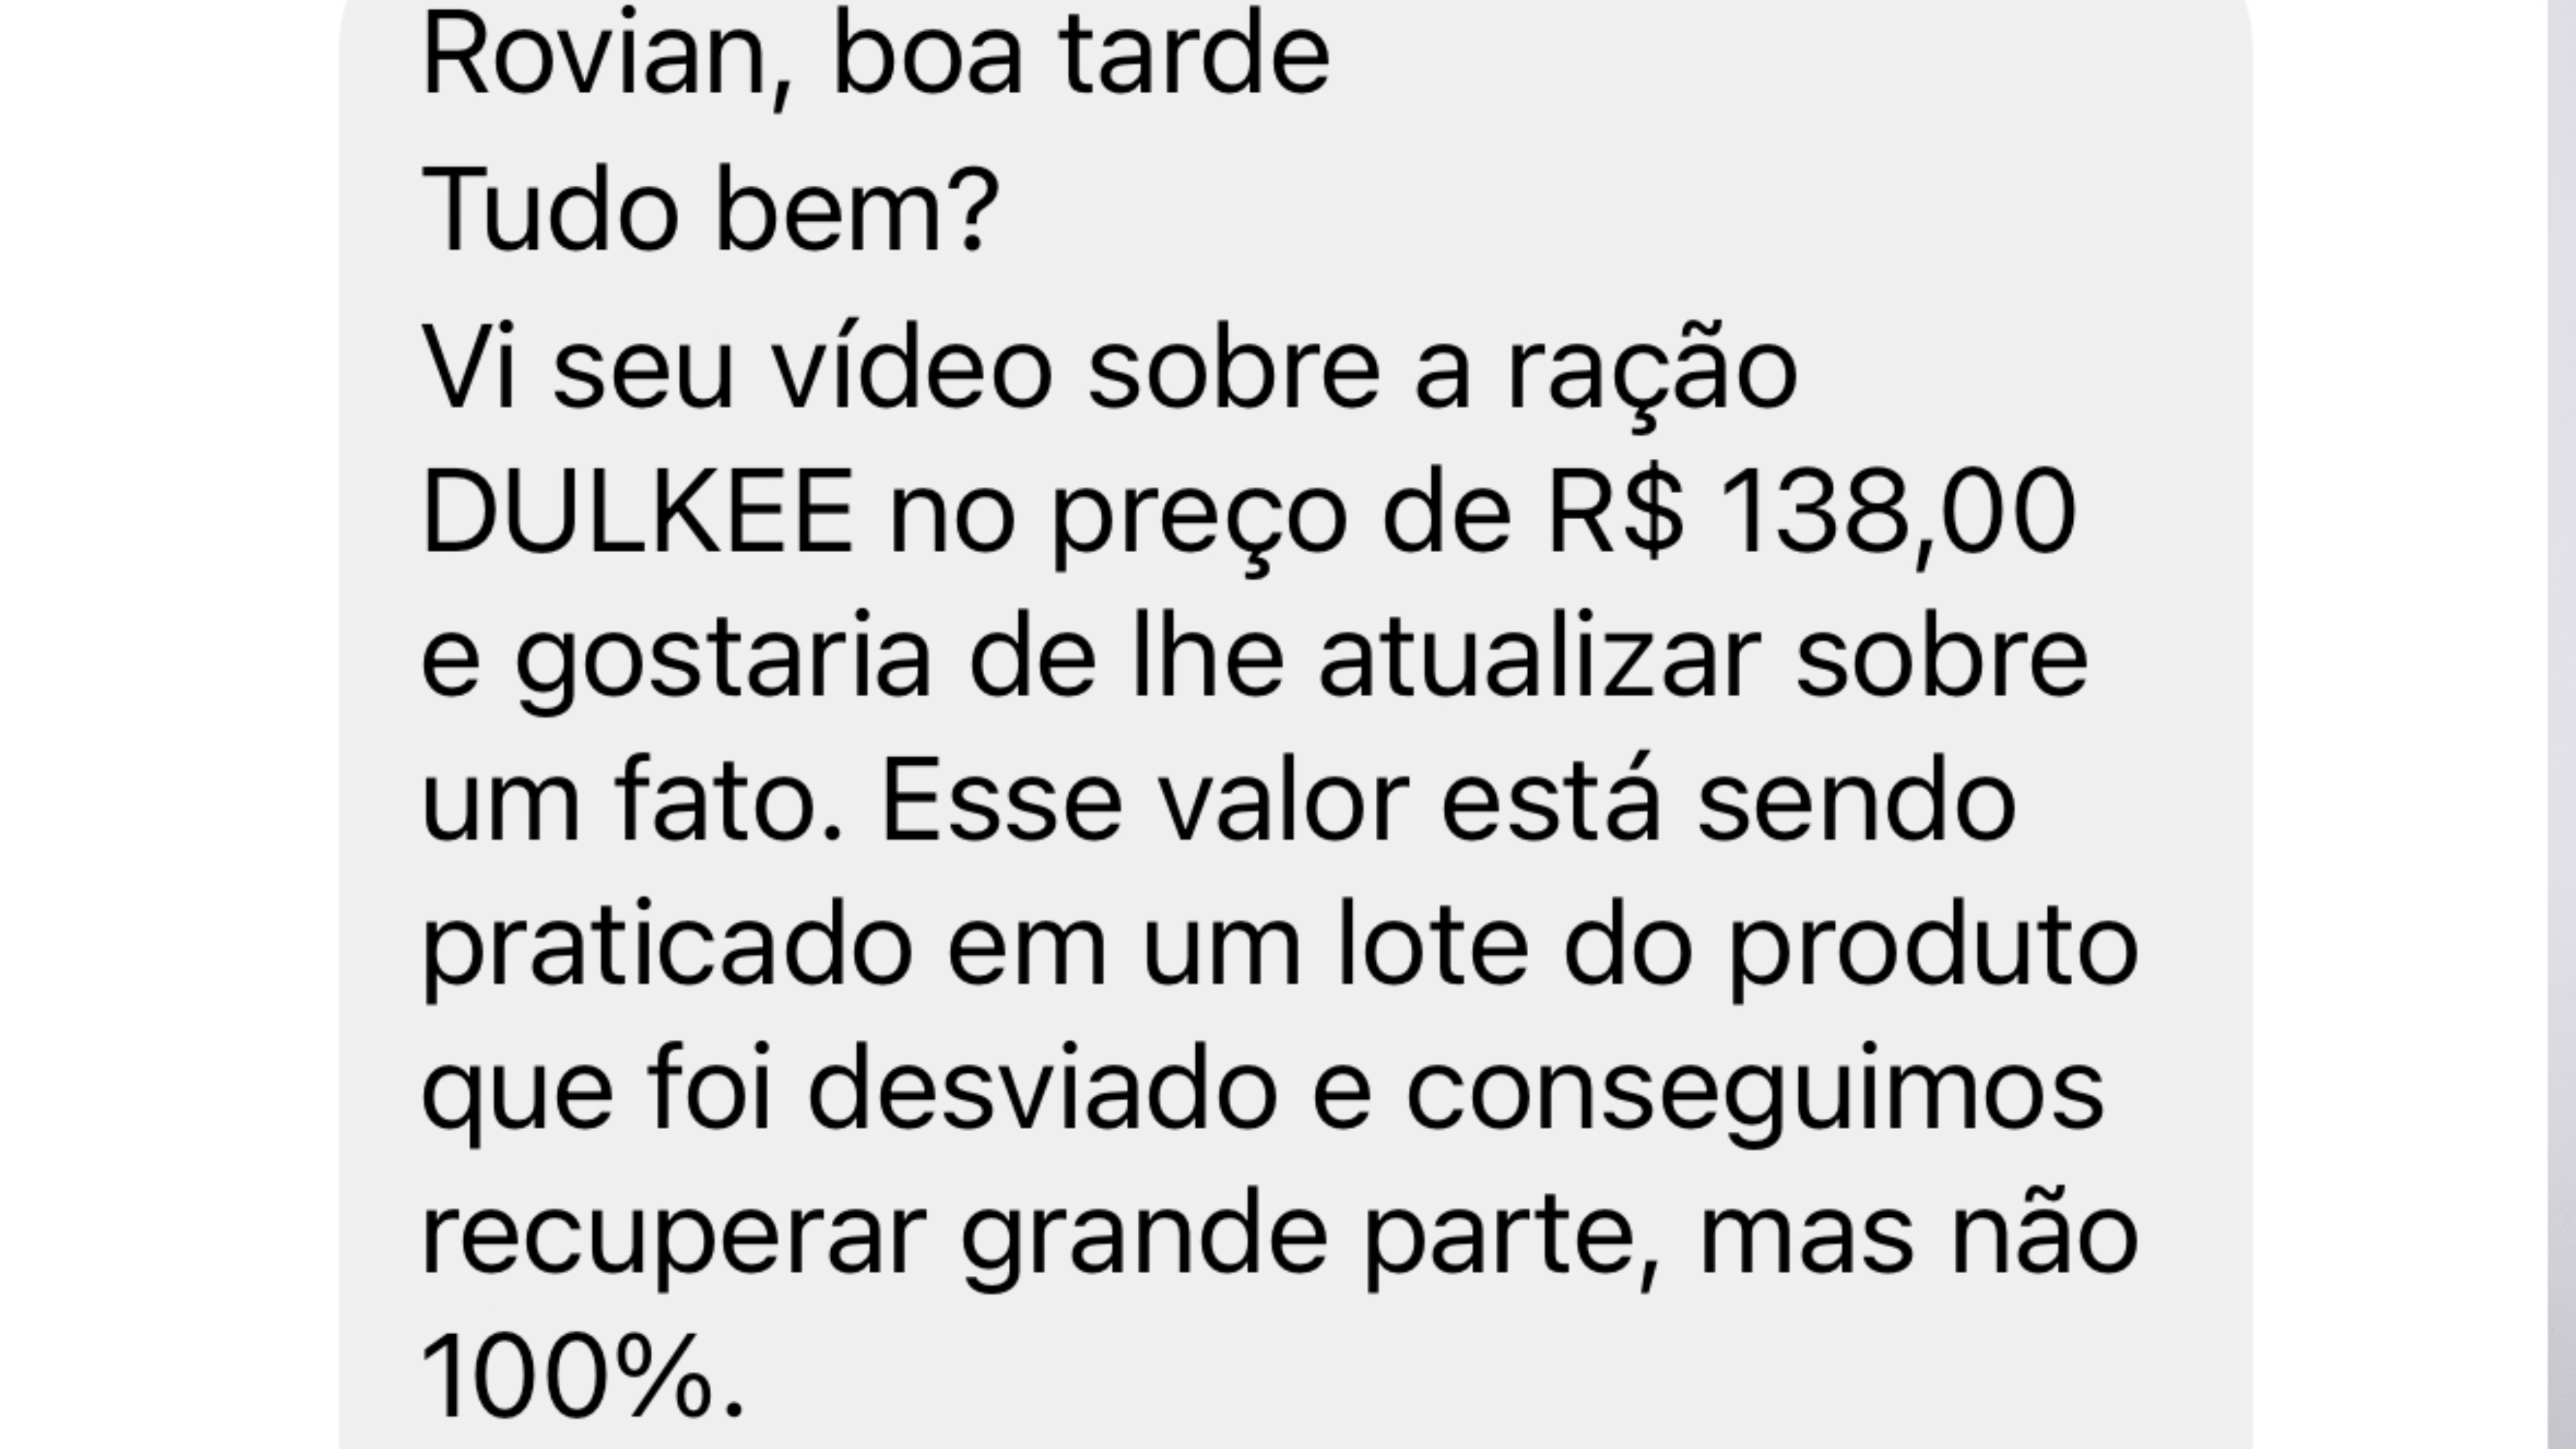 Rovian, boa tarde
Tudo bem?
Vi seu vídeo sobre a ração
DULKEE no preço de R$ 138,00
e gostaria de lhe atualizar sobre
um fato. Esse valor está sendo
praticado em um lote do produto
que foi desviado e conseguimos
recuperar grande parte, mas não
100%.